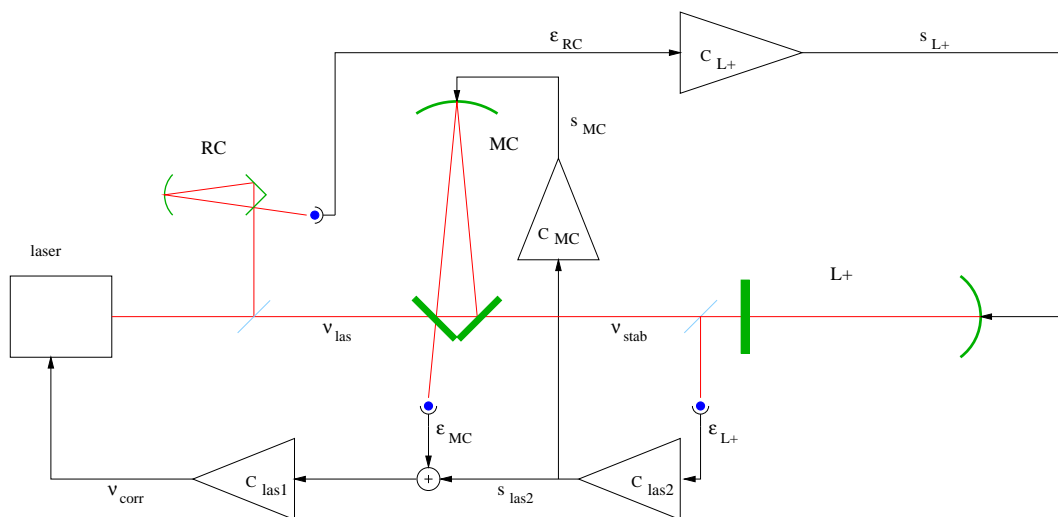 ε RC
C L+
s L+
s MC
MC
RC
C MC
laser
L+
ν las
ν stab
ε MC
ε L+
ν corr
C las1
+
s las2
C las2